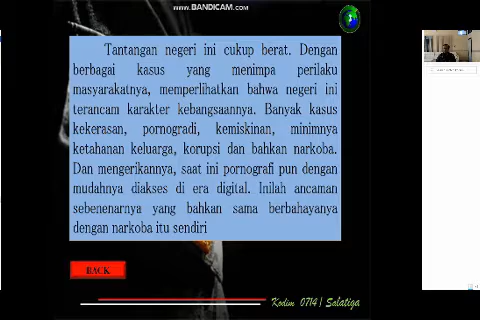 www.BANDICAM.com
Tantangan negeri ini cukup berat. Dengan
berbagai kasus yang menimpa perilaku
masyarakatnya, memperlihatkan bahwa negeri ini
terancam karakter kebangsaannya. Banyak kasus
kekerasan, pornogradi, kemiskinan, minimnya
ketahanan keluarga, korupsi dan bahkan narkoba.
Dan mengerikannya, saat ini pornografi pun dengan
mudahnya diakses di era digital. Inilah ancaman
sebenenarnya yang bahkan sama berbahayanya
dengan narkoba itu sendiri
BACK
Kodim 0714 | Salatiga